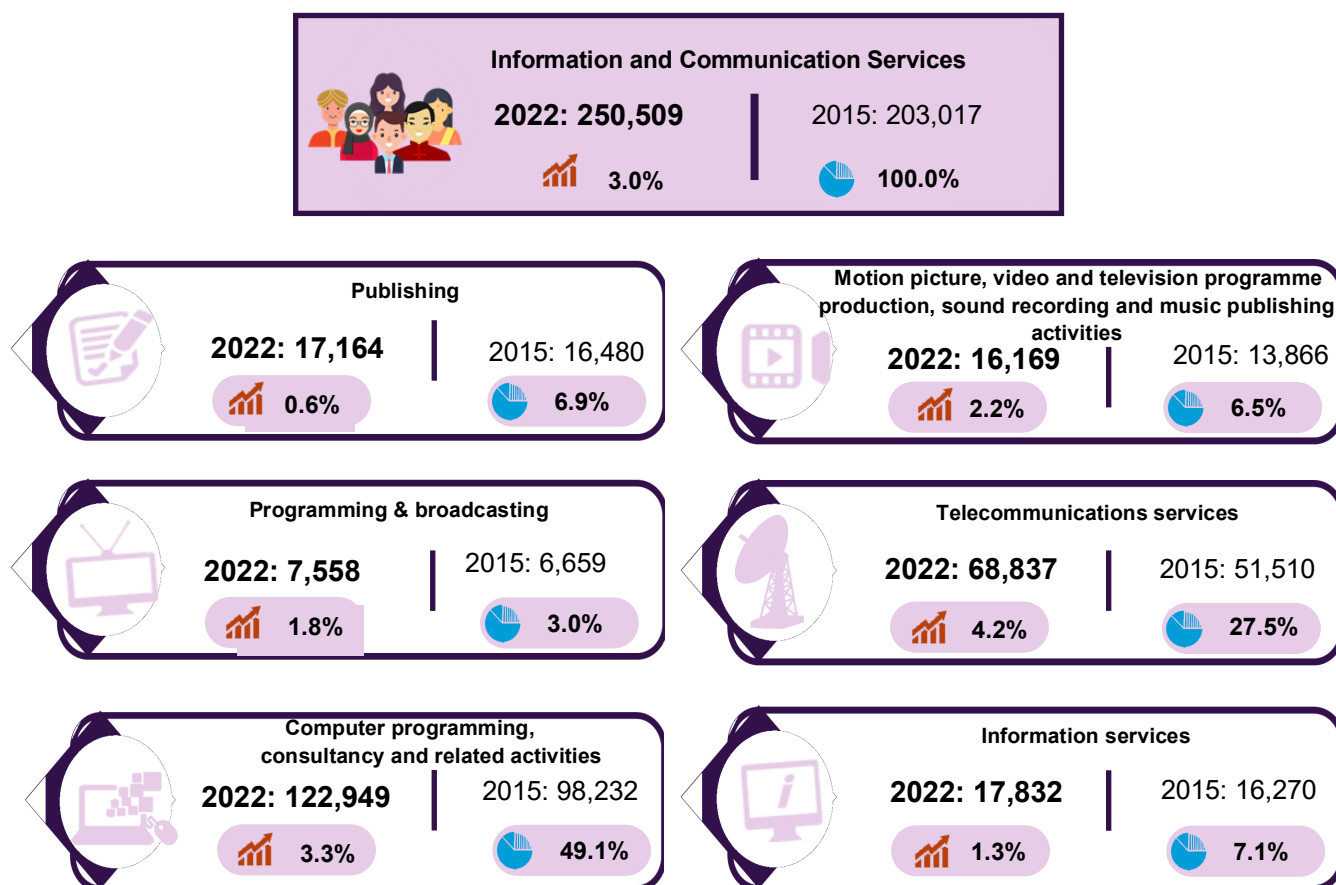 Information and Communication Services
2022: 250,509
2015: 203,017
3.0%
100.0%
Publishing
2022: 17,164
2015: 16,480
0.6%
6.9%
Motion picture, video and television programme
production, sound recording and music publishing
activities
2022: 16,169
2015: 13,866
2.2%
6.5%
Programming & broadcasting
2022: 7,558
2015: 6,659
1.8%
3.0%
Telecommunications services
2022: 68,837
2015: 51,510
4.2%
27.5%
Computer programming,
consultancy and related activities
2022: 122,949
2015: 98,232
3.3%
49.1%
Information services
2022: 17,832
2015: 16,270
1.3%
7.1%